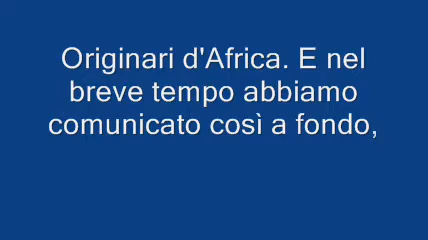 Originari d'Africa. E nel
breve tempo abbiamo
comunicato così a fondo,